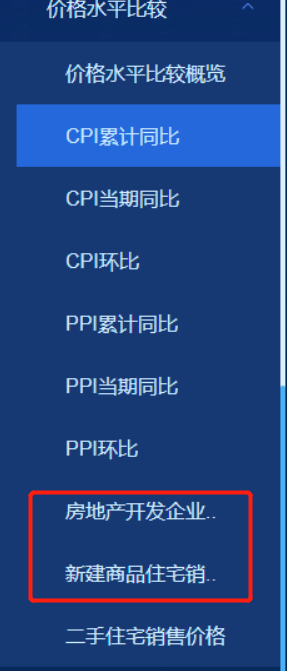 价格水平比较
价格水平比较概览
CPI累计同比
CPI当期同比
CPI环比
PPI累计同比
PPI当期同比
PPI环比
房地产开发企业..
新建商品住宅销..
二手住宅销售价格